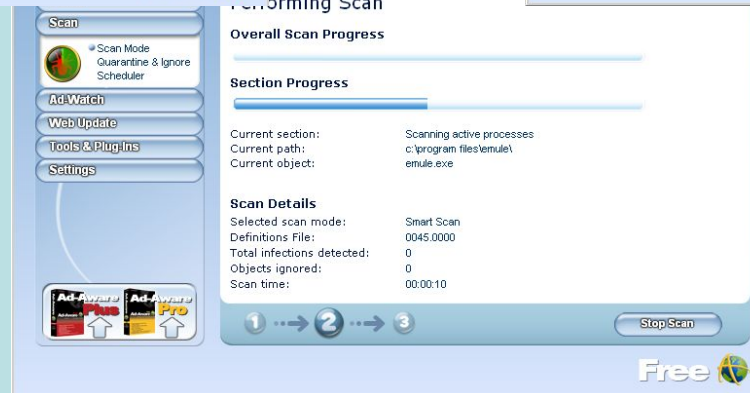 Performing Scan
Scan
Overall Scan Progress
Scan Mode
Quarantine & Ignore
Scheduler
Section Progress
Ad-Watch
Web Update
Tools & Plug-Ins
Settings
Current section: Scanning active processes
Current path: c:\program files\emule\
Current object: emule.exe
Scan Details
Selected scan mode: Smart Scan
Definitions File: 0045.0000
Total infections detected: 0
Objects ignored: 0
Scan time: 00:00:10
Ad-Aware Plus
Ad-Aware Pro
1 2 3
Stop Scan
Free